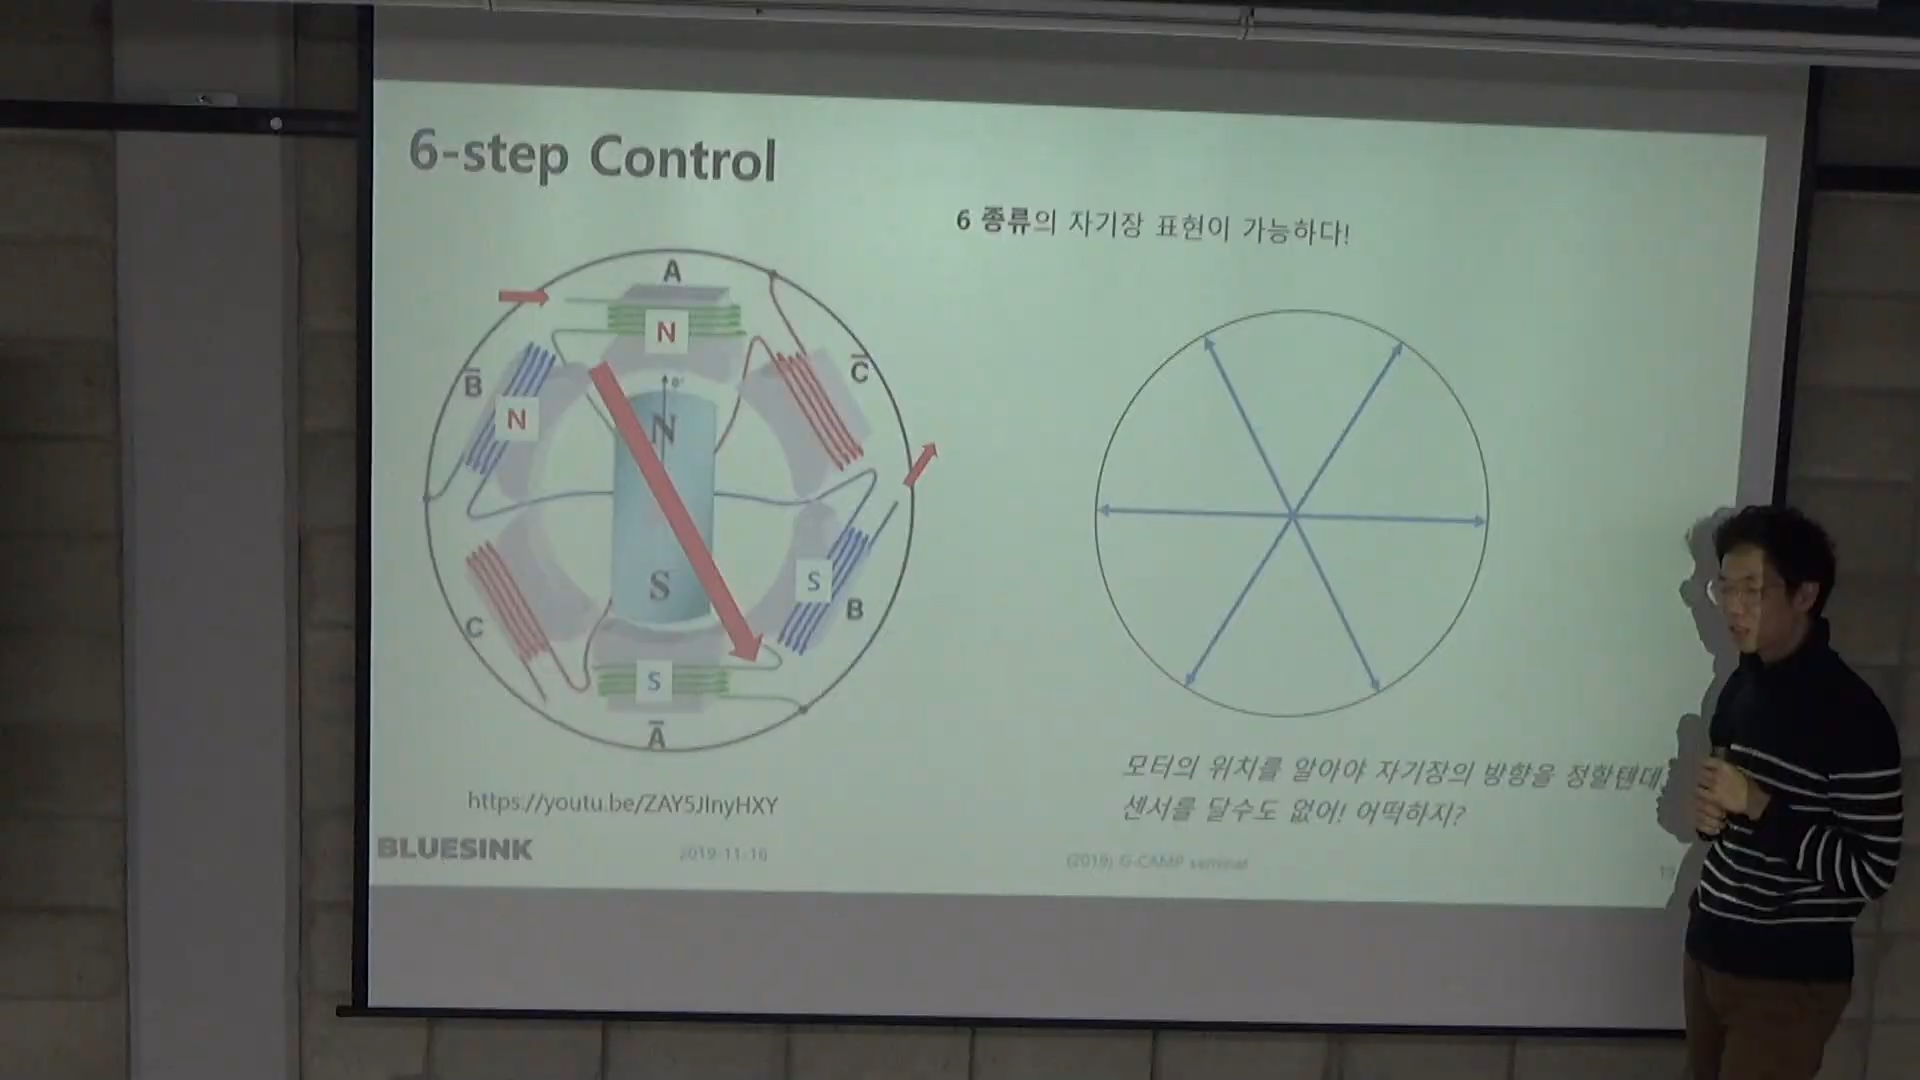 6-step Control
6 종류의 자기장 표현이 가능하다!
A
N
B̅
C̅
N
N
0°
S
S
B
C
S
A̅
모터의 위치를 알아야 자기장의 방향을 정할텐데
센서를 달수도 없어! 어떡하지?
https://youtu.be/ZAY5JInyHXY
BLUESINK
2019-11-16
(2019) G-CAMP seminar